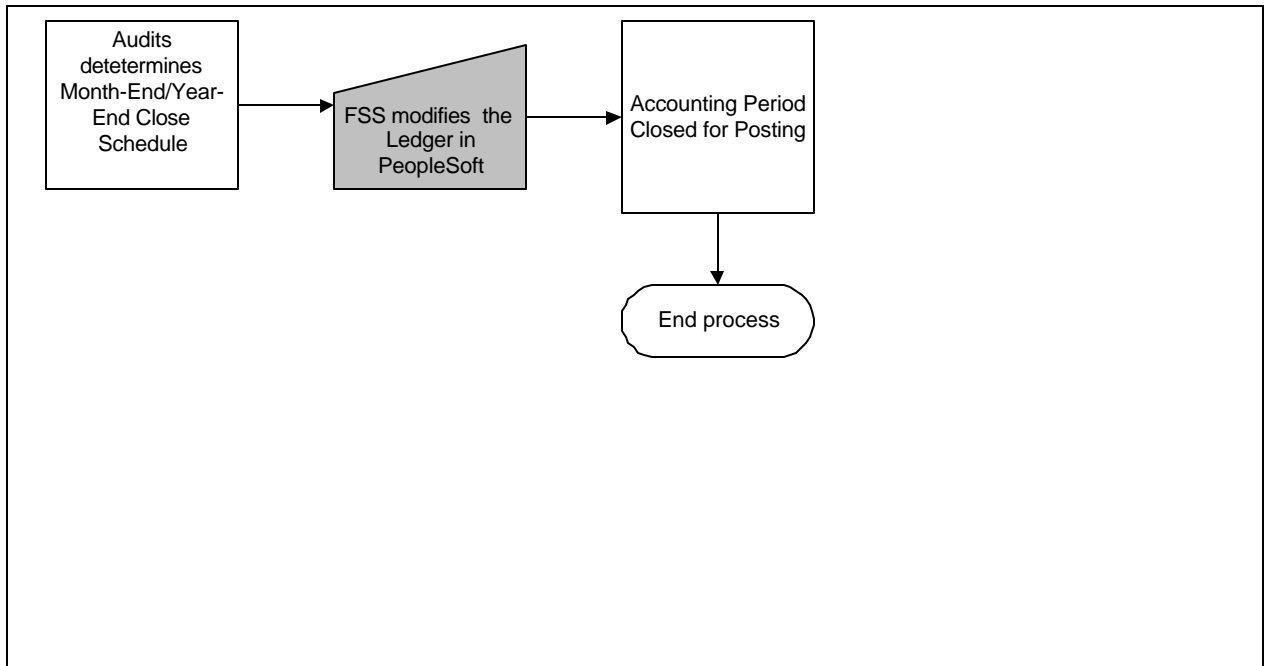 Audits
detetermines
Month-End/Year-
End Close
Schedule
FSS modifies the
Ledger in
PeopleSoft
Accounting Period
Closed for Posting
End process